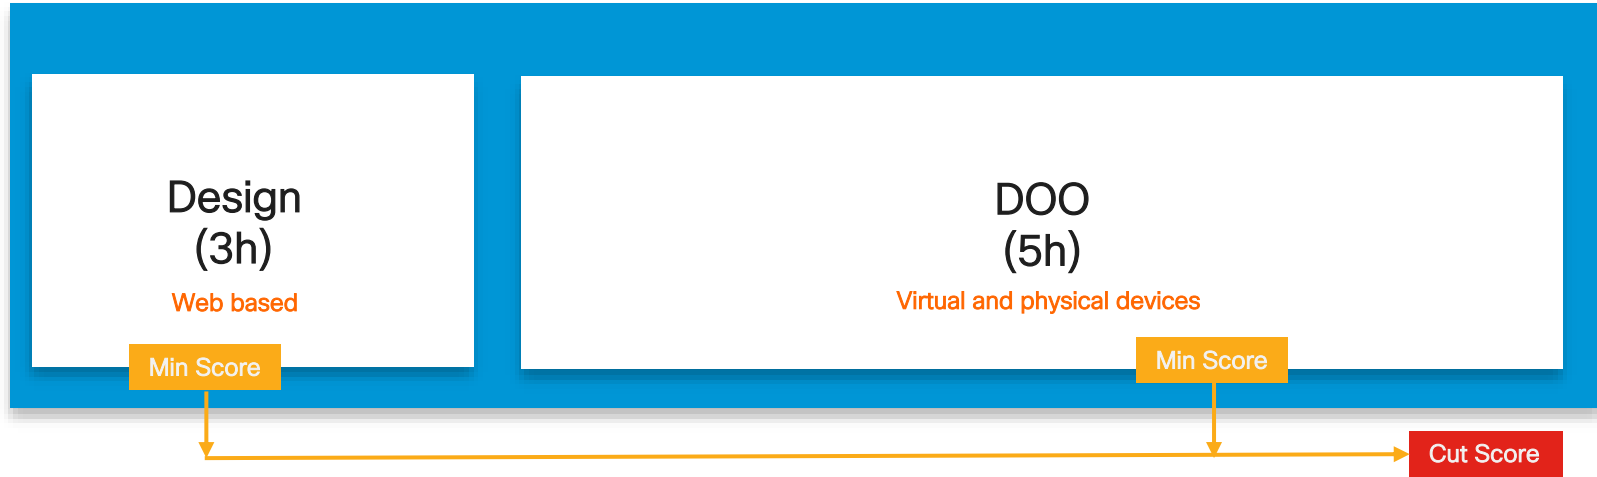 Design
(3h)
Web based
Min Score
DOO
(5h)
Virtual and physical devices
Min Score
Cut Score